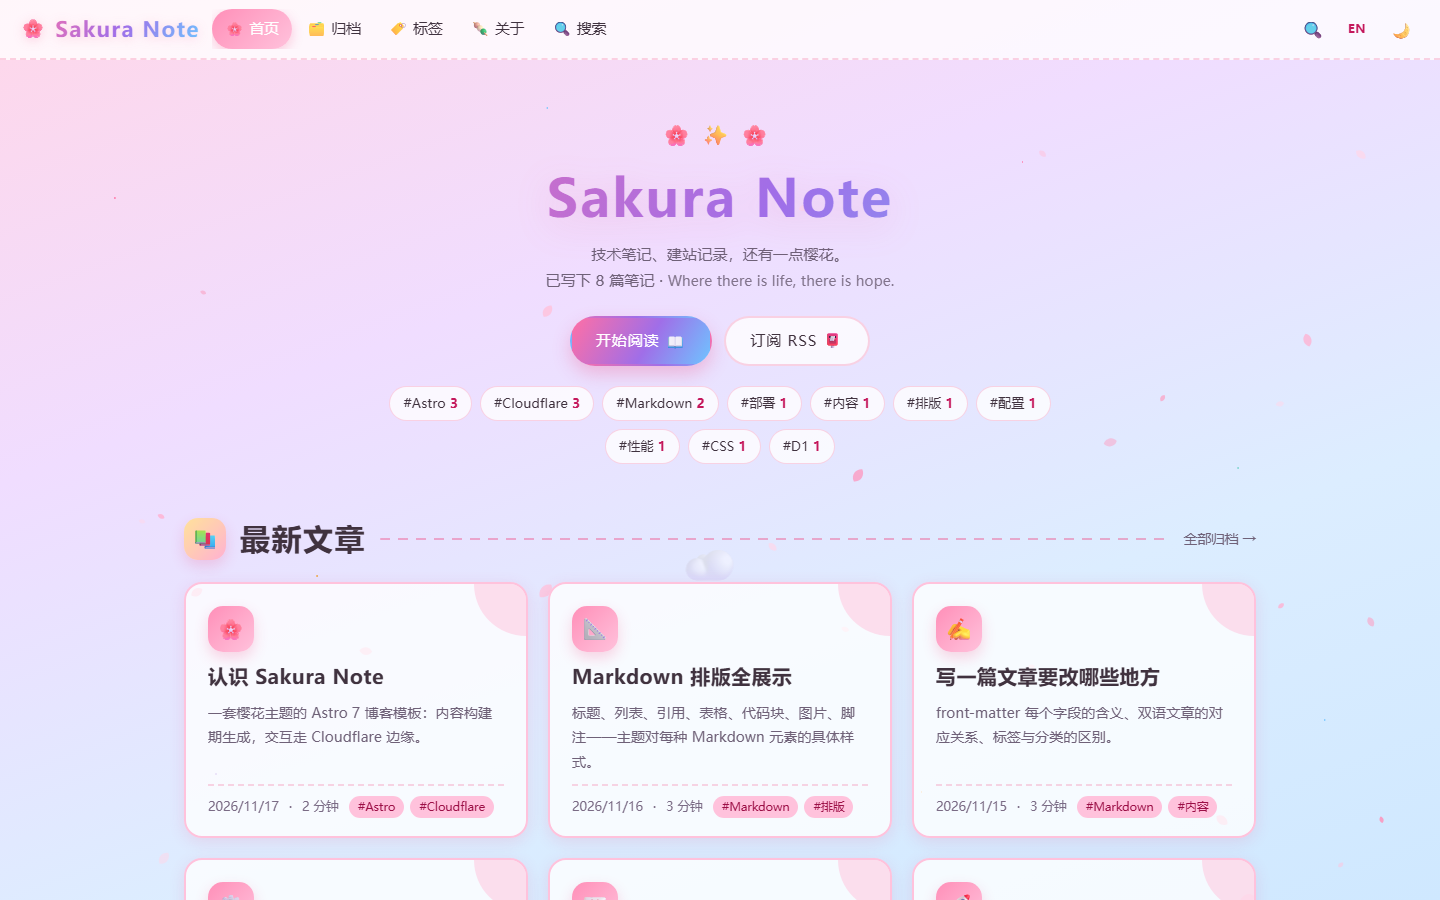 Sakura Note 首页 归档 标签 关于 搜索 EN
Sakura Note
技术笔记、建站记录，还有一点樱花。
已写下 8 篇笔记 · Where there is life, there is hope.
开始阅读 订阅 RSS
#Astro 3 #Cloudflare 3 #Markdown 2 #部署 1 #内容 1 #排版 1 #配置 1
#性能 1 #CSS 1 #D1 1
最新文章 全部归档 →
认识 Sakura Note
一套樱花主题的 Astro 7 博客模板：内容构建
期生成，交互走 Cloudflare 边缘。
2026/11/17 · 2 分钟 #Astro #Cloudflare
Markdown 排版全展示
标题、列表、引用、表格、代码块、图片、脚
注——主题对每种 Markdown 元素的具体样
式。
2026/11/16 · 3 分钟 #Markdown #排版
写一篇文章要改哪些地方
front-matter 每个字段的含义、双语文章的对
应关系、标签与分类的区别。
2026/11/15 · 3 分钟 #Markdown #内容